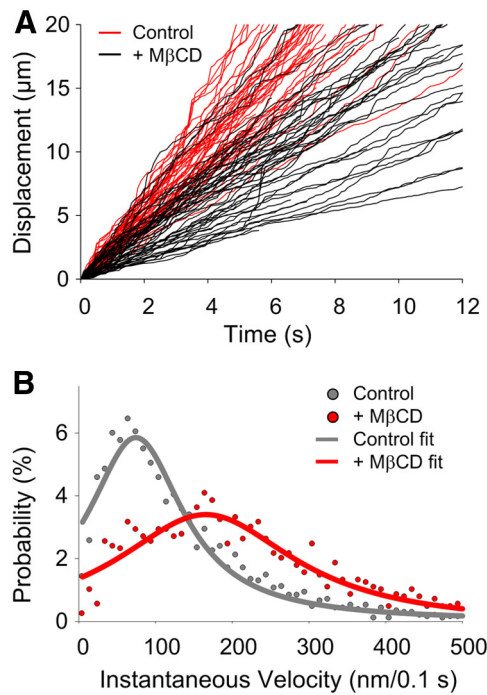 A
Control
+ MβCD
Displacement (μm)
20
15
10
5
0
0 2 4 6 8 10 12
Time (s)
B
Control
+ MβCD
Control fit
+ MβCD fit
Probability (%)
6
4
2
0
0 100 200 300 400 500
Instantaneous Velocity (nm/0.1 s)